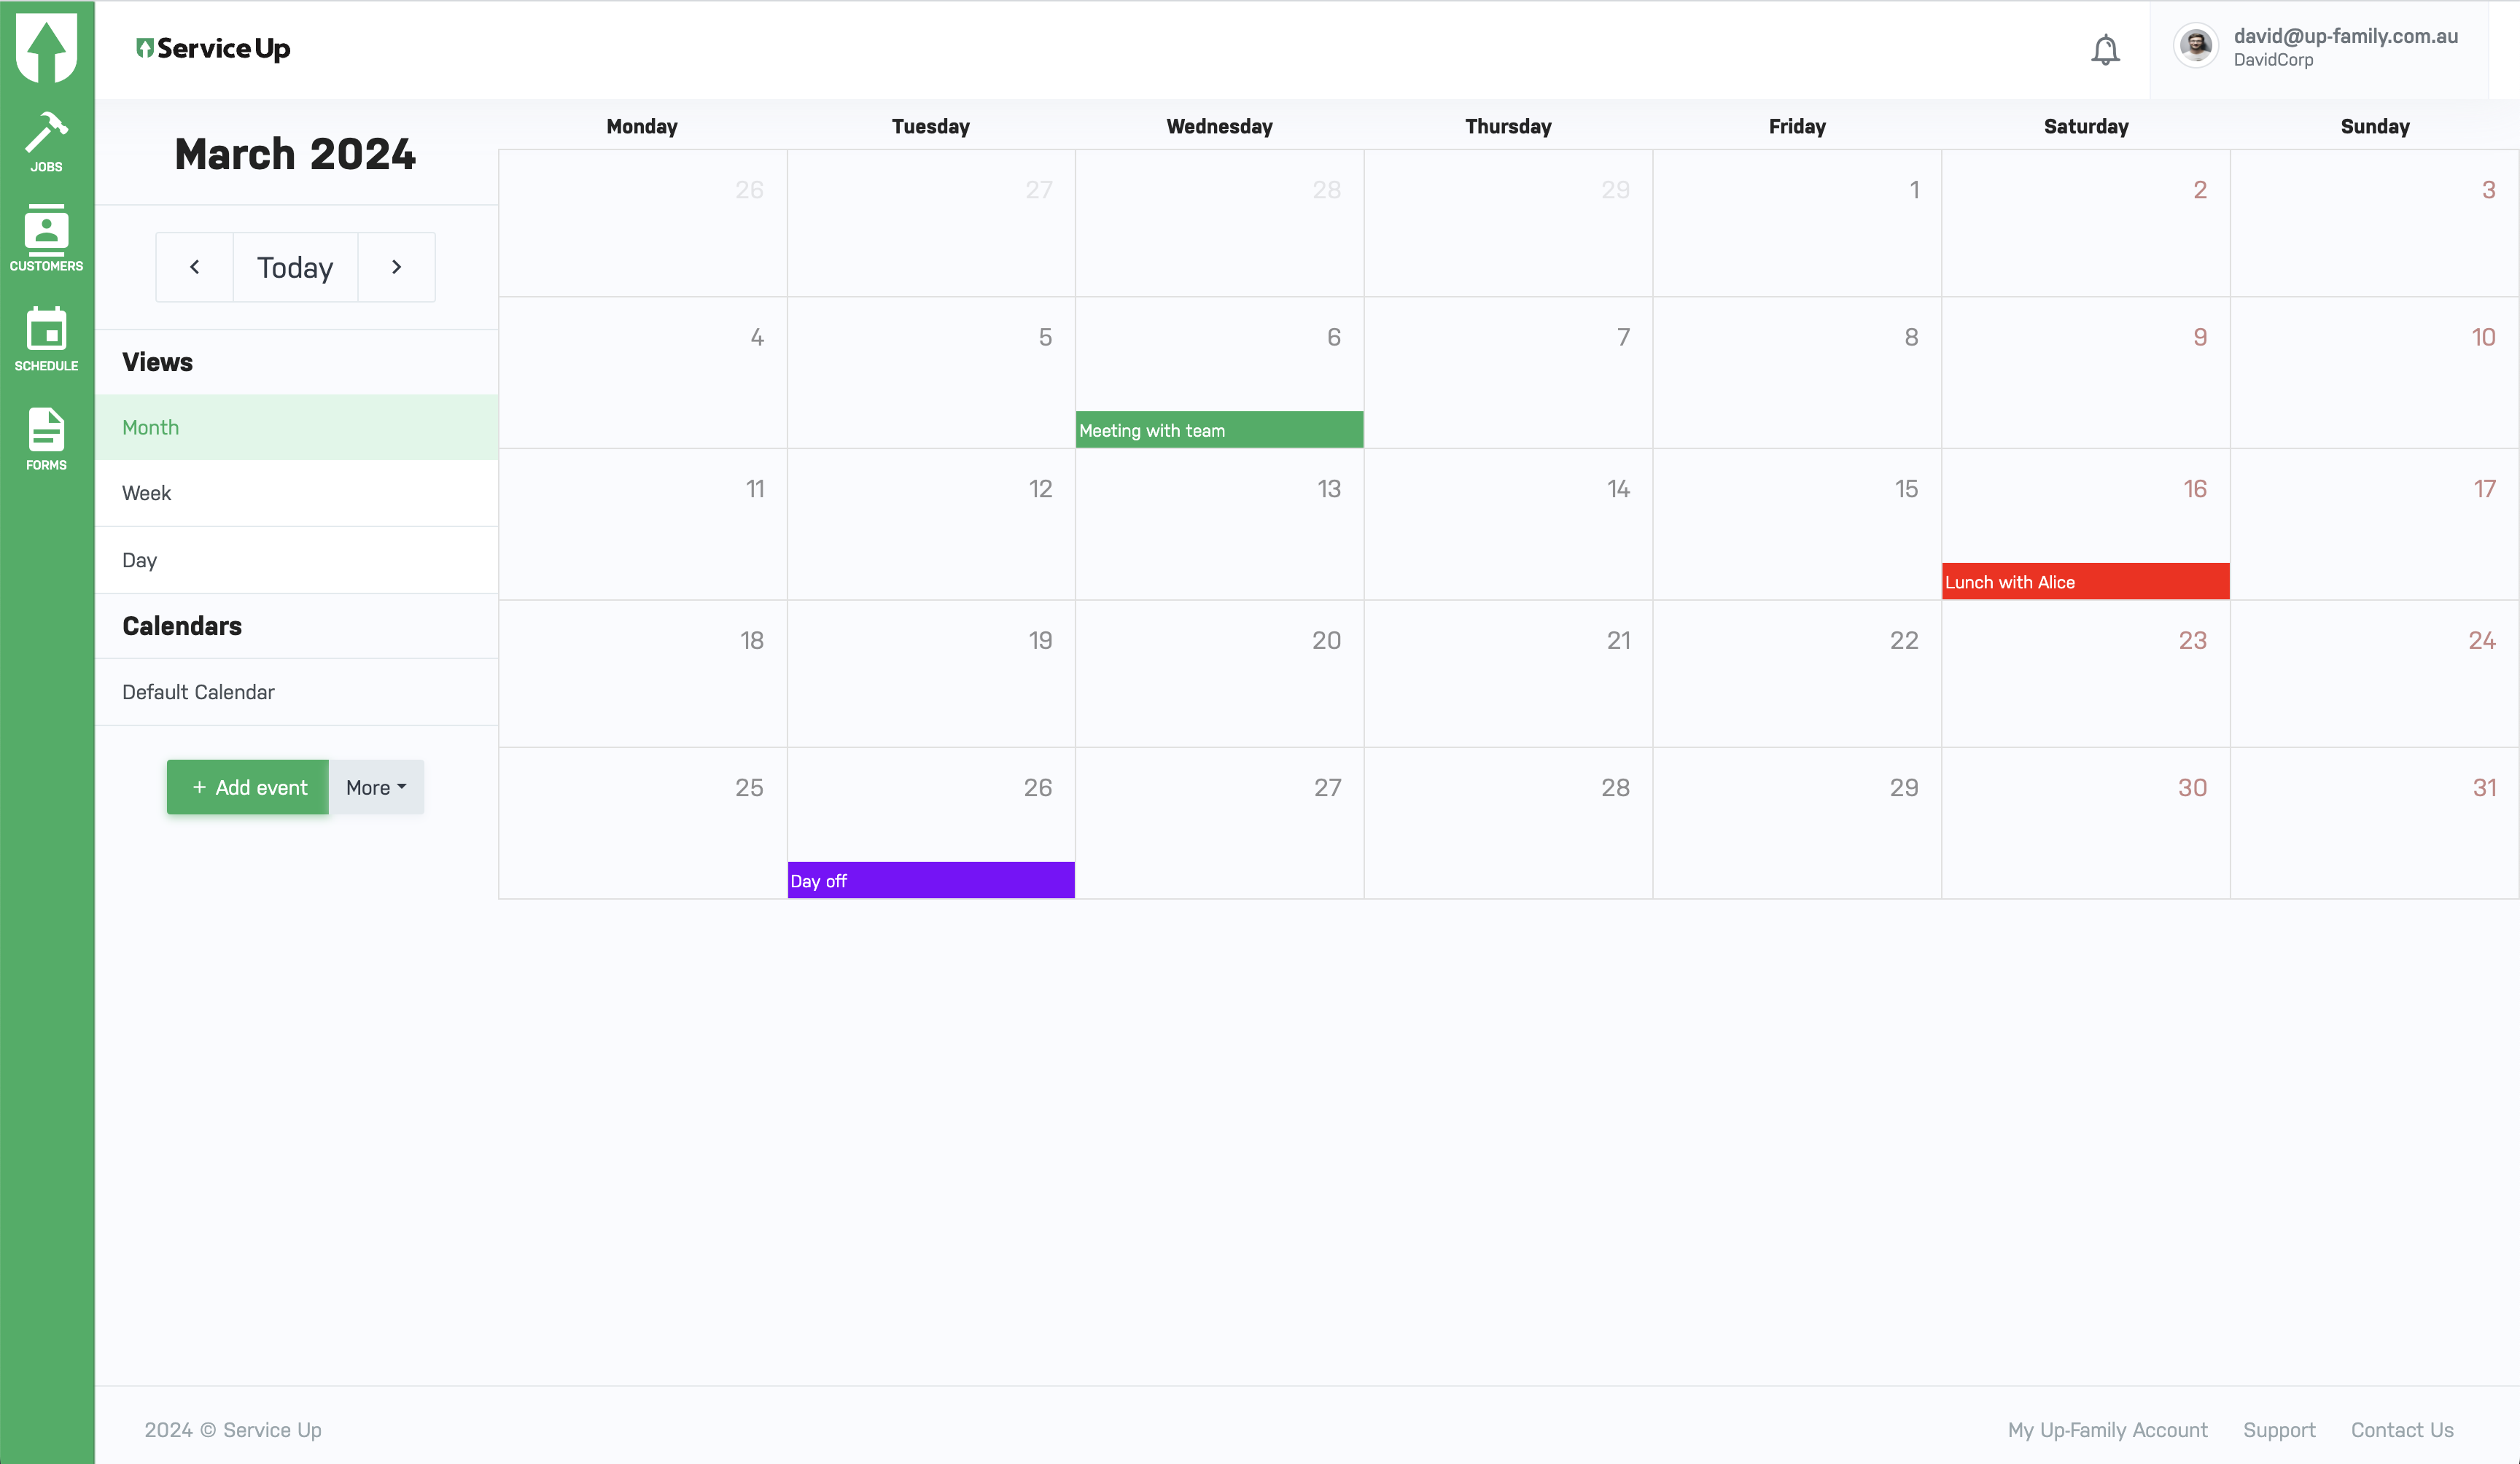 Service Up
david@up-family.com.au
DavidCorp
JOBS
CUSTOMERS
SCHEDULE
FORMS
March 2024
Today
Views
Month
Week
Day
Calendars
Default Calendar
+ Add event More
Monday Tuesday Wednesday Thursday Friday Saturday Sunday
26 27 28 29 1 2 3
4 5 6 7 8 9 10
Meeting with team
11 12 13 14 15 16 17
Lunch with Alice
18 19 20 21 22 23 24
25 26 27 28 29 30 31
Day off
2024 © Service Up
My Up-Family Account Support Contact Us